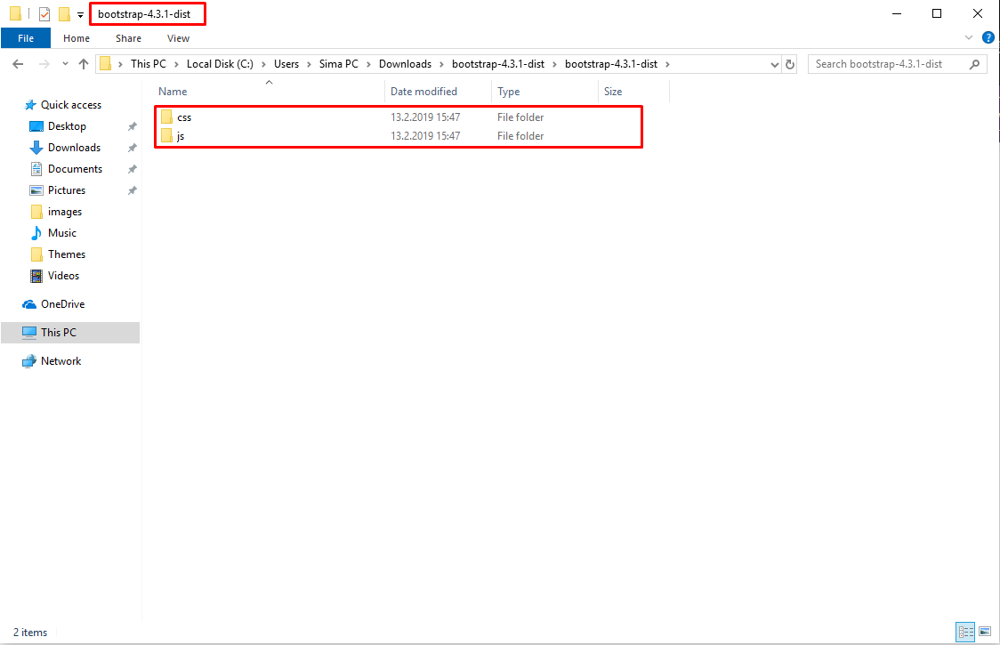 bootstrap-4.3.1-dist
File Home Share View
This PC Local Disk (C:) Users Sima PC Downloads bootstrap-4.3.1-dist bootstrap-4.3.1-dist Search bootstrap-4.3.1-dist
Name Date modified Type Size
css 13.2.2019 15:47 File folder
js 13.2.2019 15:47 File folder
Quick access
Desktop
Downloads
Documents
Pictures
images
Music
Themes
Videos
OneDrive
This PC
Network
2 items